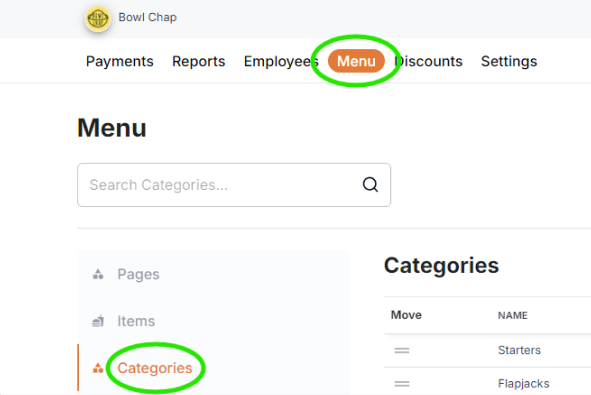 Bowl Chap
Payments Reports Employees Menu Discounts Settings
Menu
Search Categories...
Pages
Items
Categories
Categories
Move NAME
Starters
Flapjacks